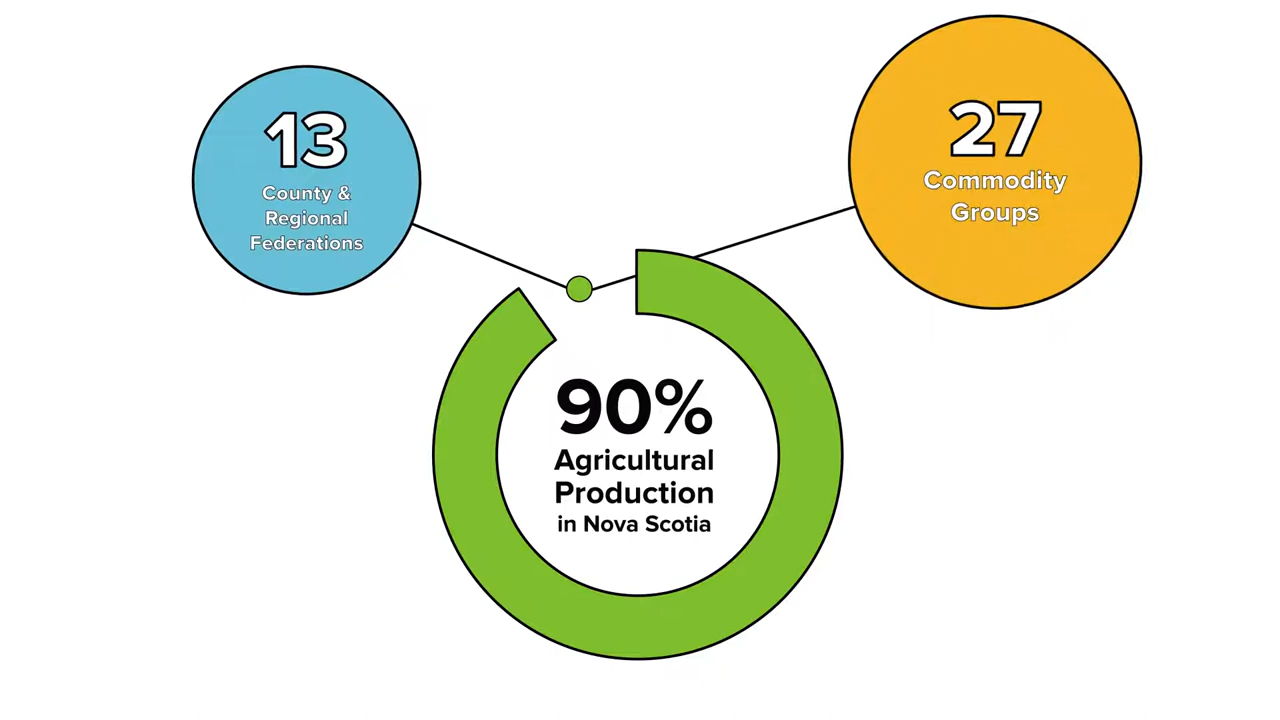 13
County &
Regional
Federations
27
Commodity
Groups
90%
Agricultural
Production
in Nova Scotia